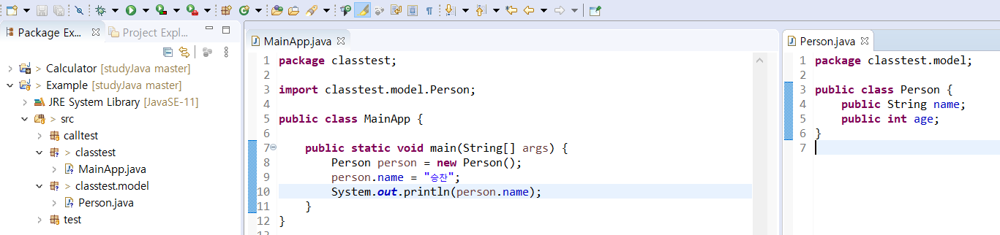 Package Ex...
Project Expl...
> Calculator [studyJava master]
> Example [studyJava master]
JRE System Library [JavaSE-11]
> src
calltest
> classtest
> MainApp.java
> classtest.model
> Person.java
test
MainApp.java
1 package classtest;
2
3 import classtest.model.Person;
4
5 public class MainApp {
6
7 public static void main(String[] args) {
8 Person person = new Person();
9 person.name = "승찬";
10 System.out.println(person.name);
11 }
12 }
Person.java
1 package classtest.model;
2
3 public class Person {
4 public String name;
5 public int age;
6 }
7